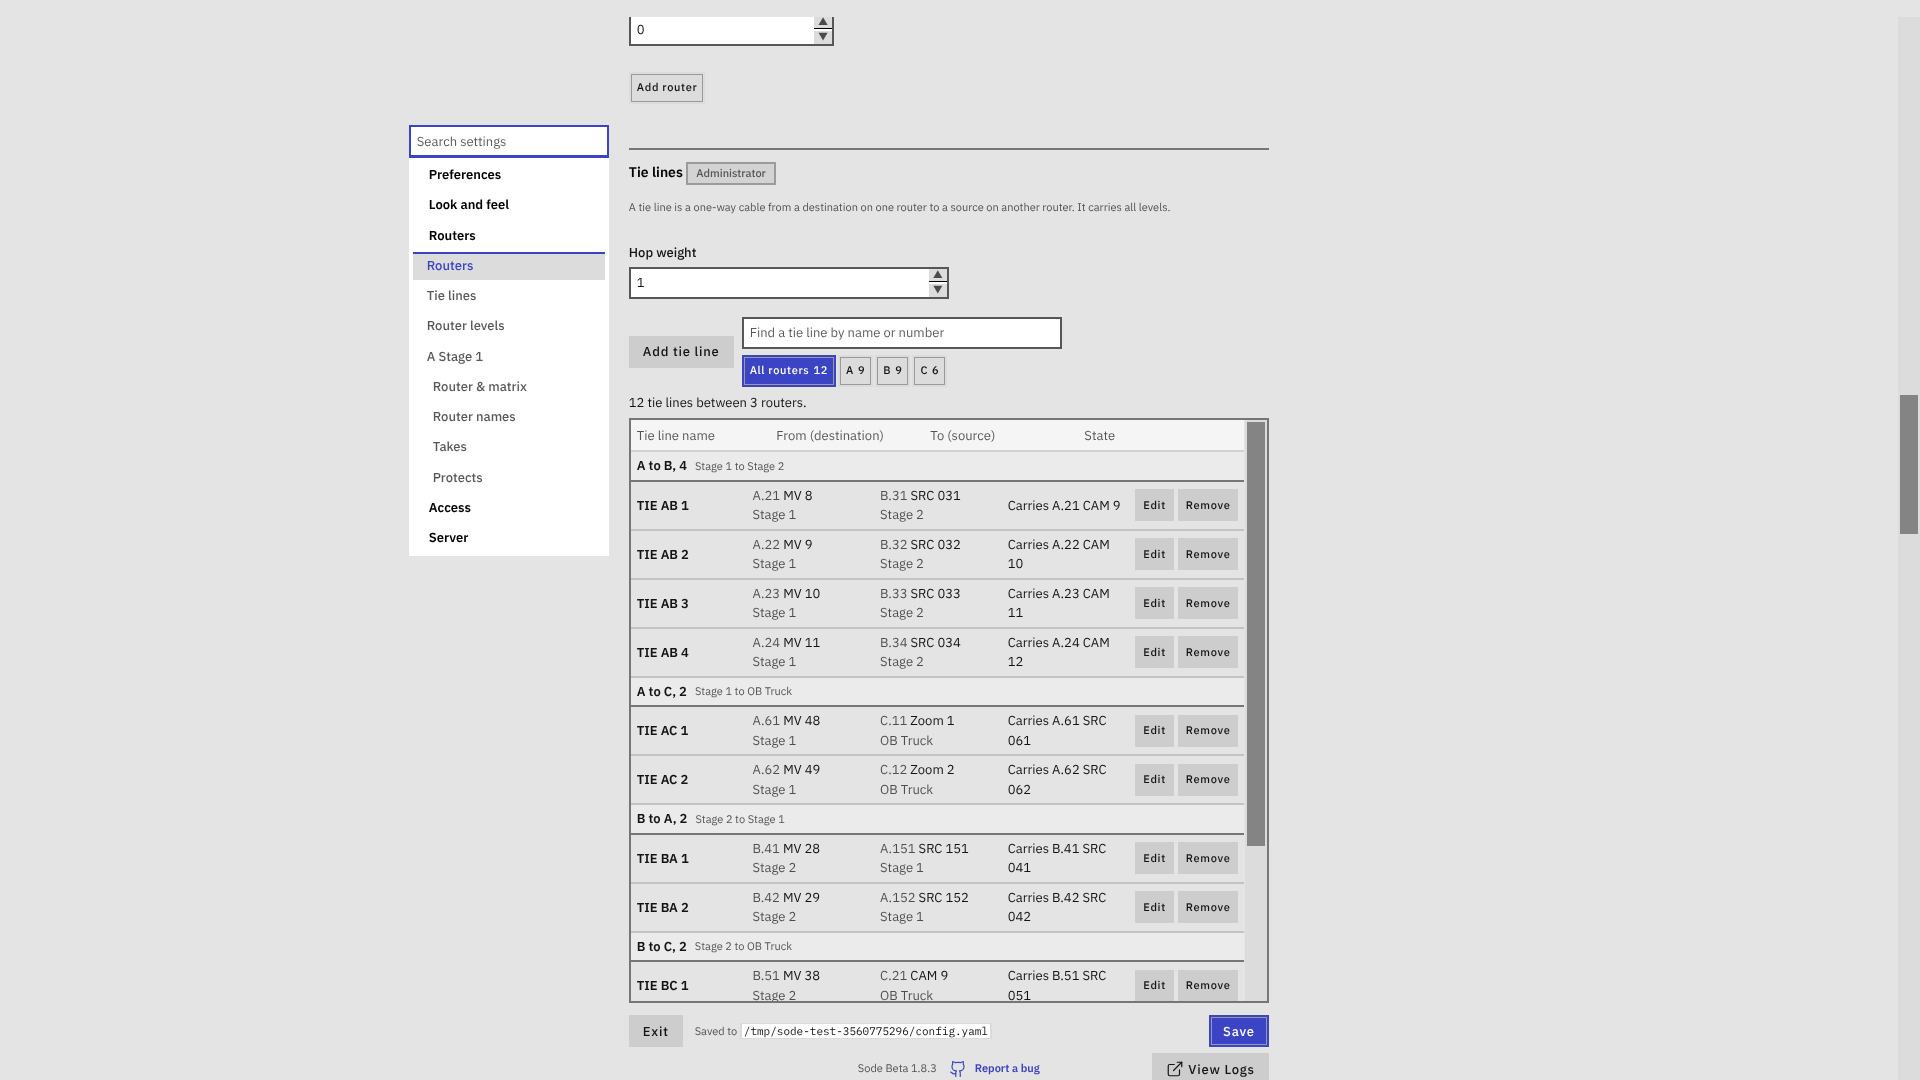 0
Add router
Search settings
Preferences
Look and feel
Routers
Routers
Tie lines
Router levels
A Stage 1
Router & matrix
Router names
Takes
Protects
Access
Server
Tie lines Administrator
A tie line is a one-way cable from a destination on one router to a source on another router. It carries all levels.
Hop weight
1
Add tie line
Find a tie line by name or number
All routers 12 A 9 B 9 C 6
12 tie lines between 3 routers.
Tie line name From (destination) To (source) State
A to B, 4 Stage 1 to Stage 2
TIE AB 1 A.21 MV 8 Stage 1 B.31 SRC 031 Stage 2 Carries A.21 CAM 9 Edit Remove
TIE AB 2 A.22 MV 9 Stage 1 B.32 SRC 032 Stage 2 Carries A.22 CAM 10 Edit Remove
TIE AB 3 A.23 MV 10 Stage 1 B.33 SRC 033 Stage 2 Carries A.23 CAM 11 Edit Remove
TIE AB 4 A.24 MV 11 Stage 1 B.34 SRC 034 Stage 2 Carries A.24 CAM 12 Edit Remove
A to C, 2 Stage 1 to OB Truck
TIE AC 1 A.61 MV 48 Stage 1 C.11 Zoom 1 OB Truck Carries A.61 SRC 061 Edit Remove
TIE AC 2 A.62 MV 49 Stage 1 C.12 Zoom 2 OB Truck Carries A.62 SRC 062 Edit Remove
B to A, 2 Stage 2 to Stage 1
TIE BA 1 B.41 MV 28 Stage 2 A.151 SRC 151 Stage 1 Carries B.41 SRC 041 Edit Remove
TIE BA 2 B.42 MV 29 Stage 2 A.152 SRC 152 Stage 1 Carries B.42 SRC 042 Edit Remove
B to C, 2 Stage 2 to OB Truck
TIE BC 1 B.51 MV 38 Stage 2 C.21 CAM 9 OB Truck Carries B.51 SRC 051 Edit Remove
Exit Saved to /tmp/sode-test-3560775296/config.yaml Save
Sode Beta 1.8.3 Report a bug View Logs